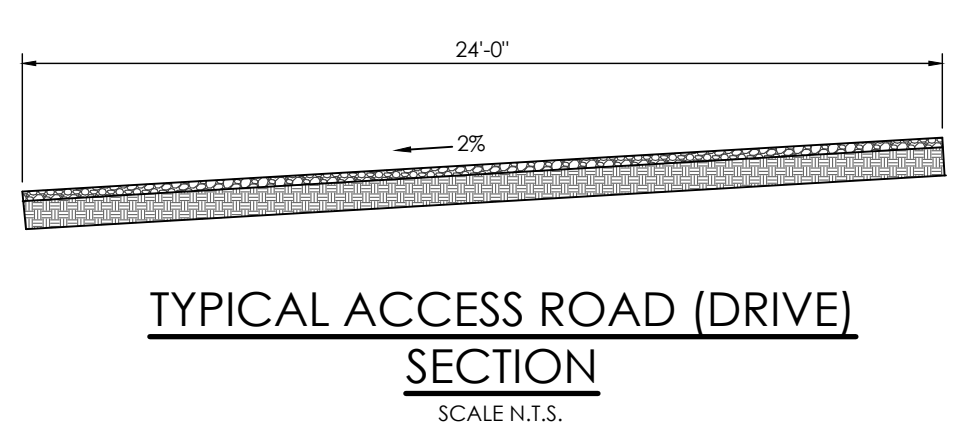 24'-0"
2%
TYPICAL ACCESS ROAD (DRIVE)
SECTION
SCALE N.T.S.